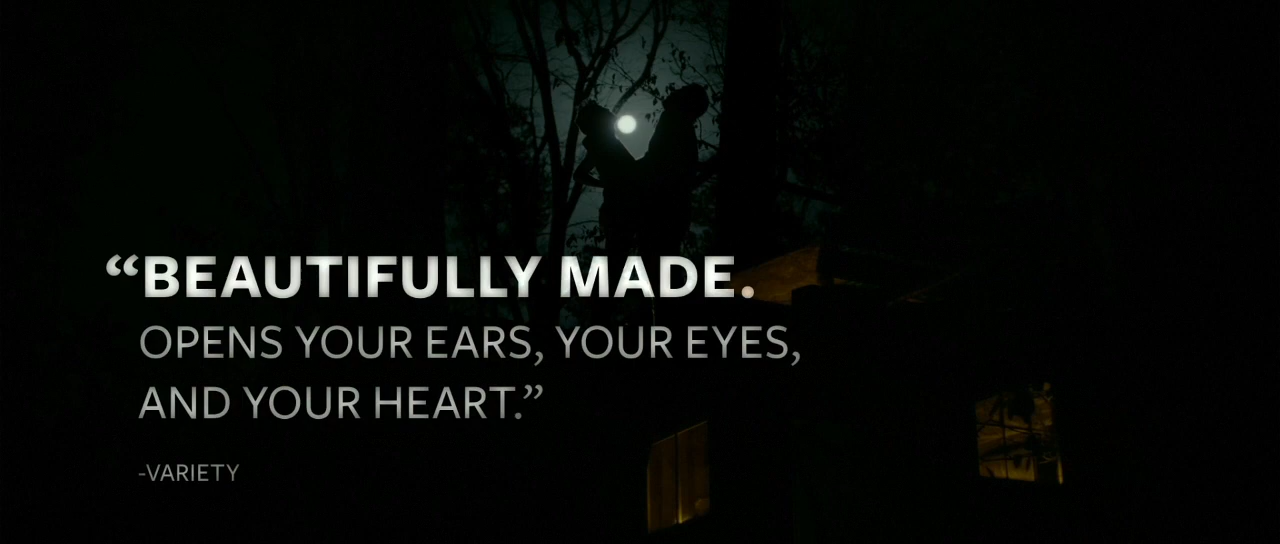 “BEAUTIFULLY MADE.
OPENS YOUR EARS, YOUR EYES,
AND YOUR HEART.”
-VARIETY